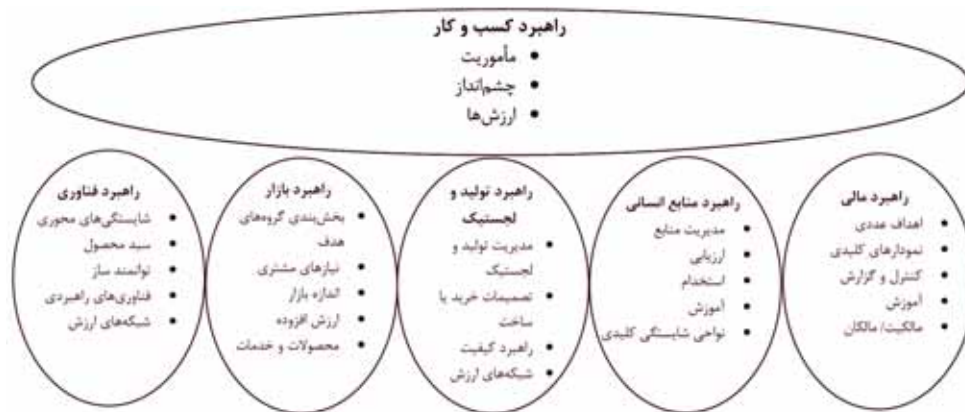 راهبرد کسب و کار
• مأموریت
• چشم‌انداز
• ارزش‌ها
راهبرد مالی
• اهداف عددی
• نمودارهای کلیدی
• کنترل و گزارش
• آموزش
• مالکیت/ مالکان
راهبرد منابع انسانی
• مدیریت منابع
• ارزیابی
• استخدام
• آموزش
• نواحی شایستگی کلیدی
راهبرد تولید و
لجستیک
• مدیریت تولید و
لجستیک
• تصمیمات خرید یا
ساخت
• راهبرد کیفیت
• شبکه‌های ارزش
راهبرد بازار
• بخش‌بندی گروه‌های
هدف
• نیازهای مشتری
• اندازه بازار
• ارزش افزوده
• محصولات و خدمات
راهبرد فناوری
• شایستگی‌های محوری
• سبد محصول
• توانمند ساز
• فناوری‌های راهبردی
• شبکه‌های ارزش